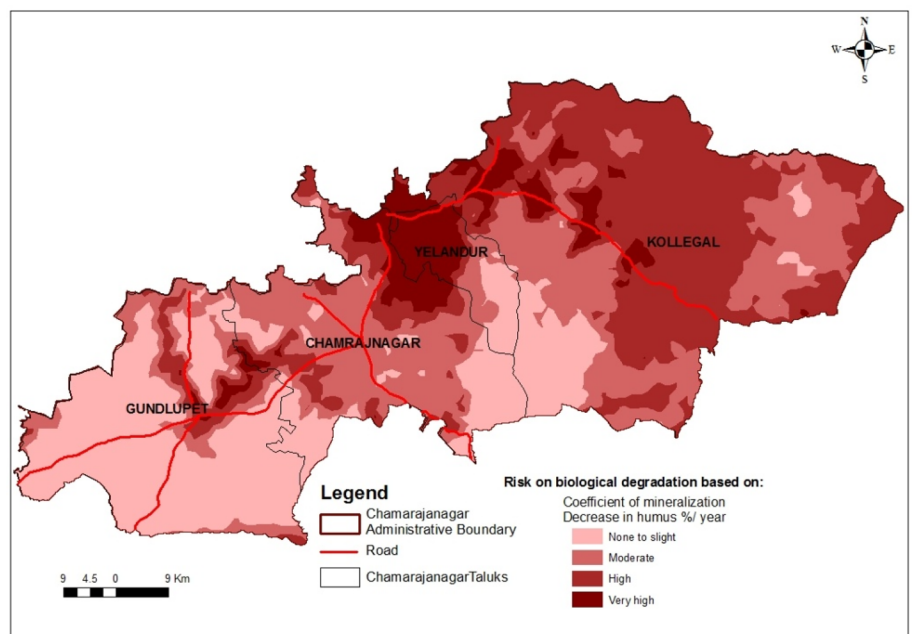 N
W E
S
KOLLEGAL
YELANDUR
CHAMRAJNAGAR
GUNDLUPET
Legend
Chamarajanagar
Administrative Boundary
Road
ChamarajanagarTaluks
9 4.5 0 9 Km
Risk on biological degradation based on:
Coefficient of mineralization
Decrease in humus %/ year
None to slight
Moderate
High
Very high